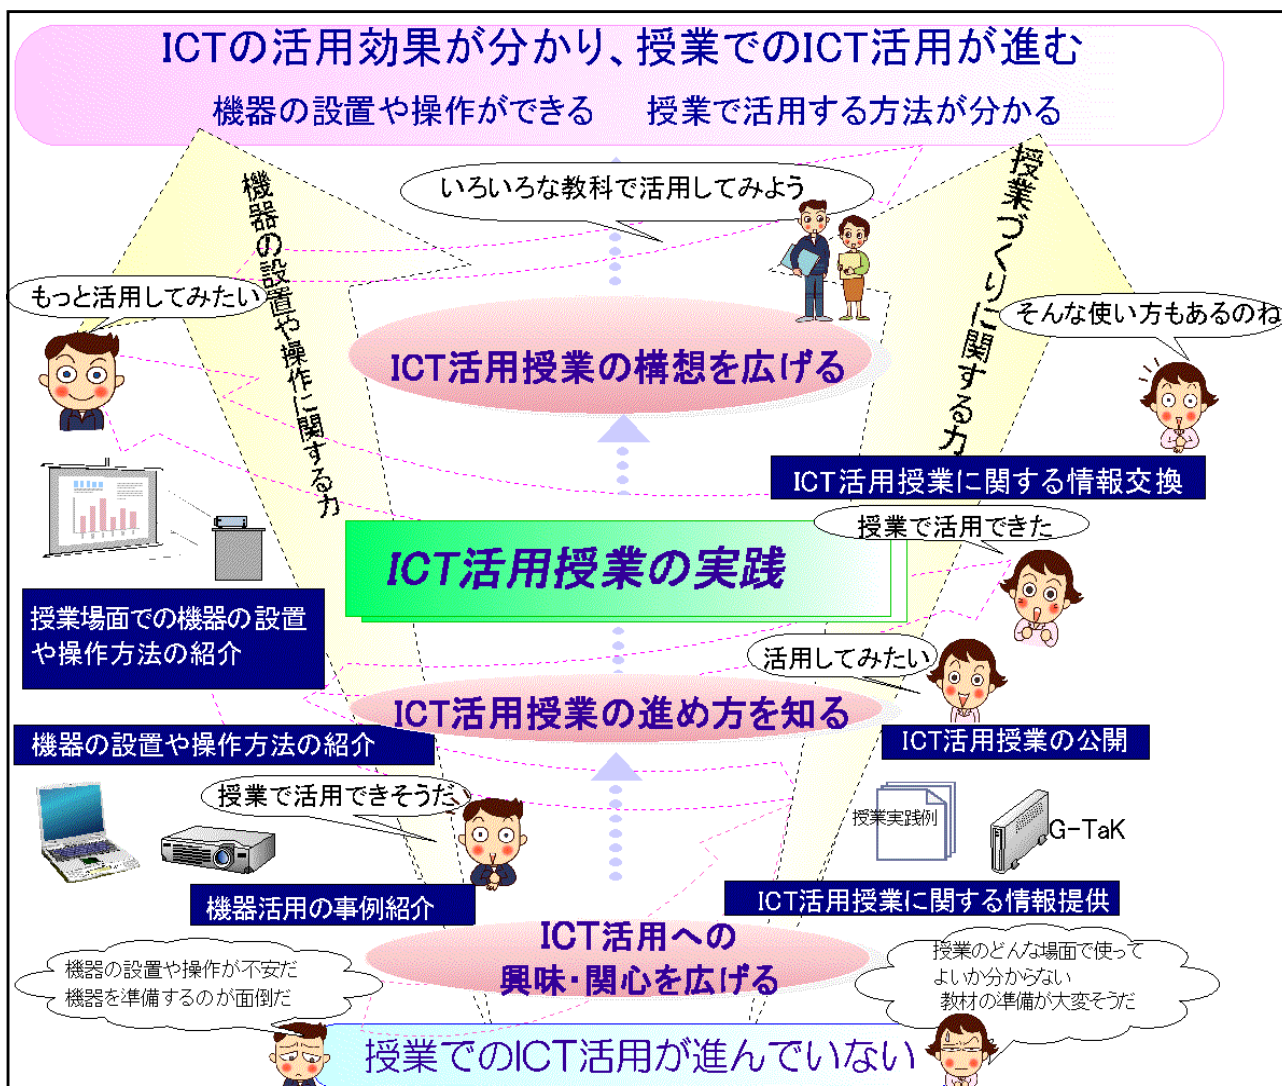 ICTの活用効果が分かり、授業でのICT活用が進む
機器の設置や操作ができる　授業で活用する方法が分かる
いろいろな教科で活用してみよう
機器の設置や操作に関する力
授業づくりに関する力
もっと活用してみたい
そんな使い方もあるのね
ICT活用授業の構想を広げる
ICT活用授業に関する情報交換
授業で活用できた
ICT活用授業の実践
授業場面での機器の設置
や操作方法の紹介
活用してみたい
ICT活用授業の進め方を知る
機器の設置や操作方法の紹介
ICT活用授業の公開
授業で活用できそうだ
授業実践例
G-TaK
機器活用の事例紹介
ICT活用授業に関する情報提供
ICT活用への
興味・関心を広げる
機器の設置や操作が不安だ
機器を準備するのが面倒だ
授業のどんな場面で使って
よいか分からない
教材の準備が大変そうだ
授業でのICT活用が進んでいない